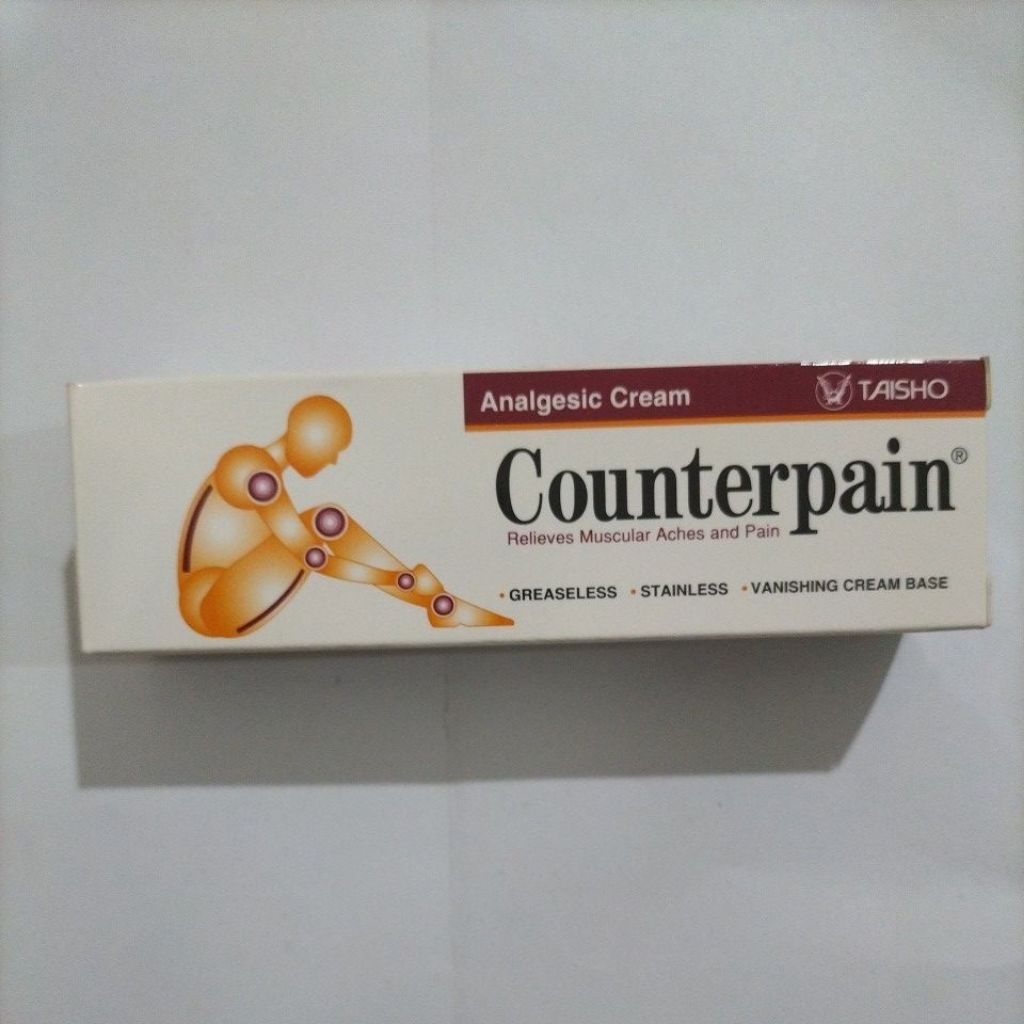 Analgesic Cream
TAISHO
Counterpain®
Relieves Muscular Aches and Pain
• GREASELESS • STAINLESS • VANISHING CREAM BASE